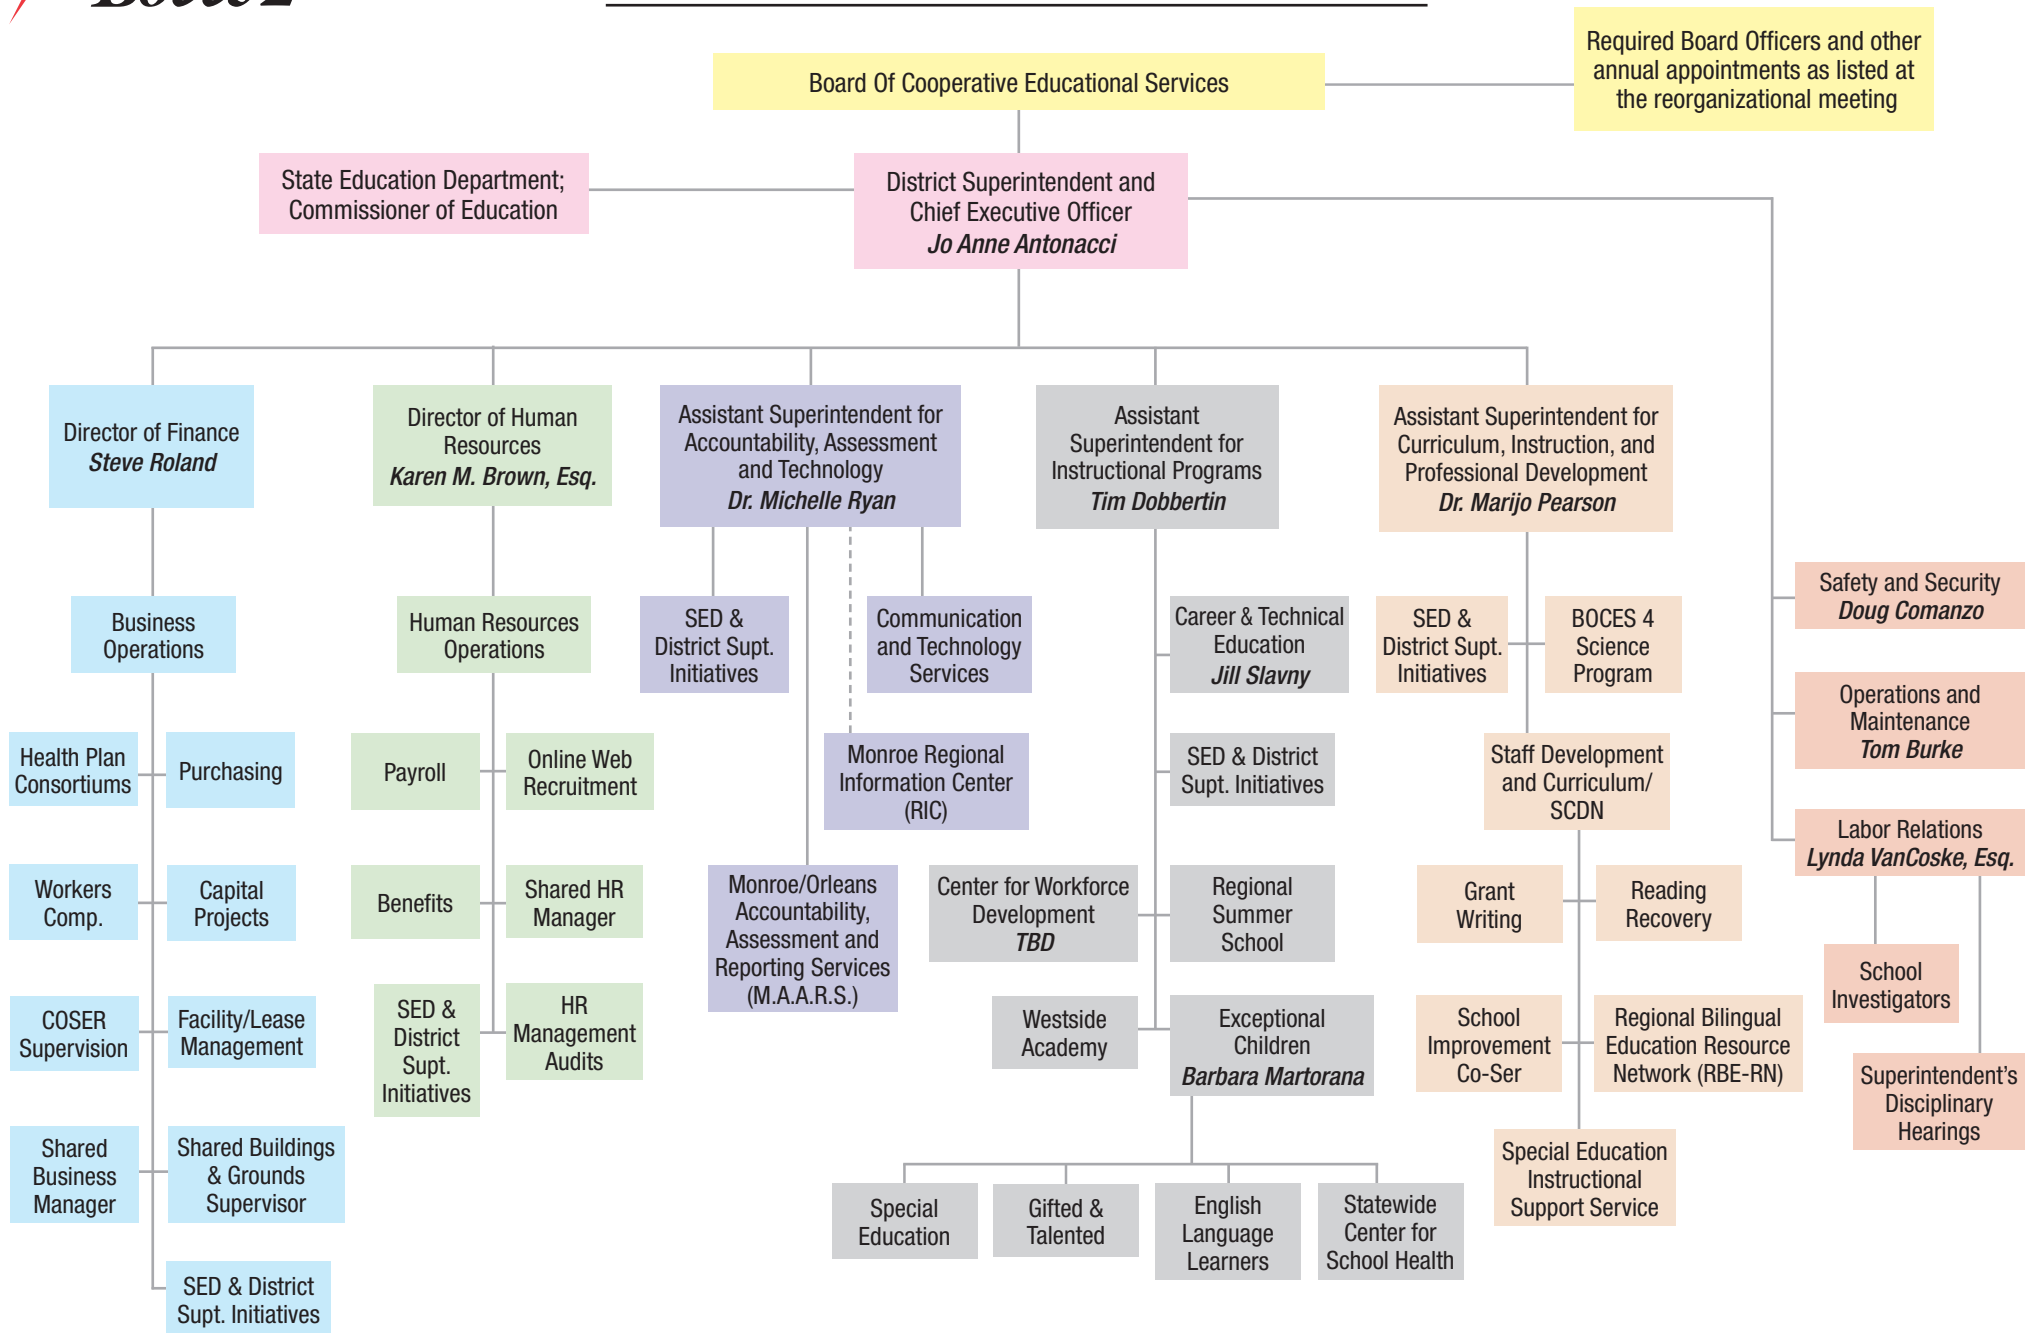 Boces 2
Board Of Cooperative Educational Services
Required Board Officers and other
annual appointments as listed at
the reorganizational meeting
State Education Department;
Commissioner of Education
District Superintendent and
Chief Executive Officer
Jo Anne Antonacci
Director of Finance
Steve Roland
Director of Human
Resources
Karen M. Brown, Esq.
Assistant Superintendent for
Accountability, Assessment
and Technology
Dr. Michelle Ryan
Assistant
Superintendent for
Instructional Programs
Tim Dobbertin
Assistant Superintendent for
Curriculum, Instruction, and
Professional Development
Dr. Marijo Pearson
Safety and Security
Doug Comanzo
Business
Operations
Human Resources
Operations
SED &
District Supt.
Initiatives
Communication
and Technology
Services
Career & Technical
Education
Jill Slavny
SED &
District Supt.
Initiatives
BOCES 4
Science
Program
Operations and
Maintenance
Tom Burke
Health Plan
Consortiums
Purchasing
Payroll
Online Web
Recruitment
Monroe Regional
Information Center
(RIC)
SED & District
Supt. Initiatives
Staff Development
and Curriculum/
SCDN
Labor Relations
Lynda VanCoske, Esq.
Workers
Comp.
Capital
Projects
Benefits
Shared HR
Manager
Monroe/Orleans
Accountability,
Assessment and
Reporting Services
(M.A.A.R.S.)
Center for Workforce
Development
TBD
Regional
Summer
School
Grant
Writing
Reading
Recovery
School
Investigators
COSER
Supervision
Facility/Lease
Management
SED &
District
Supt.
Initiatives
HR
Management
Audits
Westside
Academy
Exceptional
Children
Barbara Martorana
School
Improvement
Co-Ser
Regional Bilingual
Education Resource
Network (RBE-RN)
Superintendent's
Disciplinary
Hearings
Shared
Business
Manager
Shared Buildings
& Grounds
Supervisor
Special Education
Instructional
Support Service
Special
Education
Gifted &
Talented
English
Language
Learners
Statewide
Center for
School Health
SED & District
Supt. Initiatives